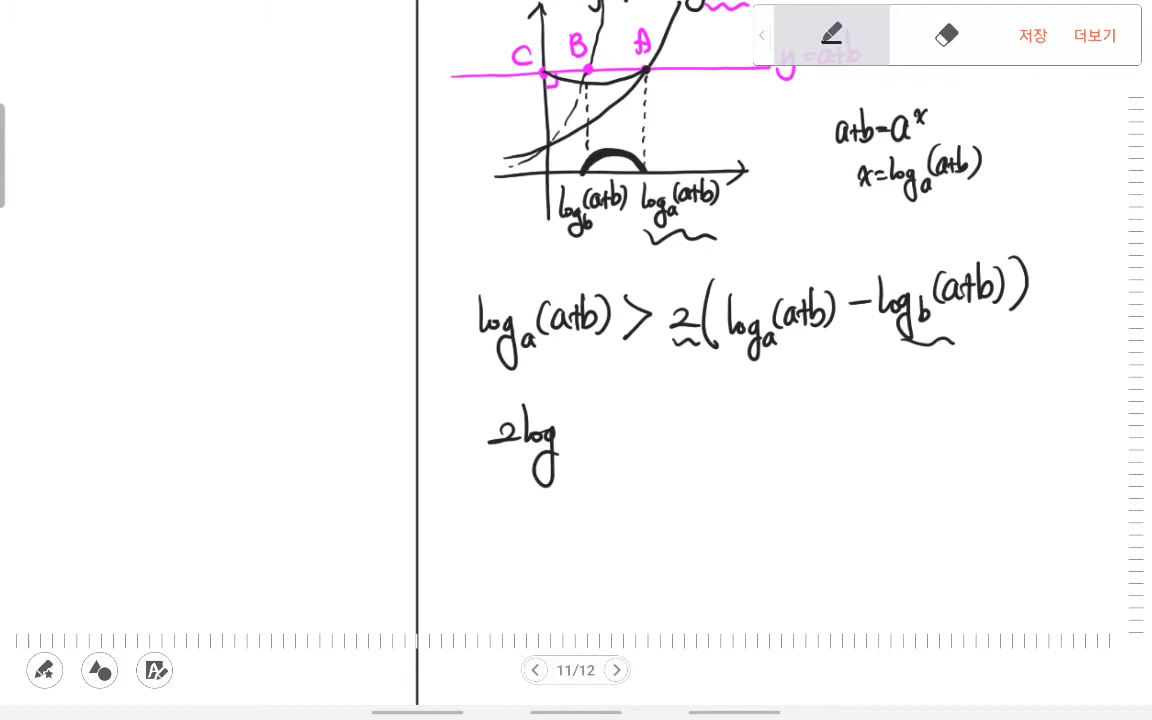 저장
더보기
C B A
y=a+b
a+b=a^x
x=log_a(a+b)
log_b(a+b) log_a(a+b)
log_a(a+b) > 2(log_a(a+b) - log_b(a+b))
2log
11/12